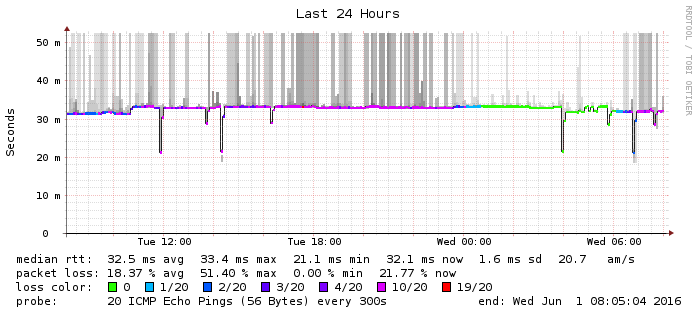 Last 24 Hours
RRDTOOL / TOBI OETIKER
Seconds
50 m
40 m
30 m
20 m
10 m
0
Tue 12:00 Tue 18:00 Wed 00:00 Wed 06:00
median rtt: 32.5 ms avg 33.4 ms max 21.1 ms min 32.1 ms now 1.6 ms sd 20.7 am/s
packet loss: 18.37 % avg 51.40 % max 0.00 % min 21.77 % now
loss color: 0 1/20 2/20 3/20 4/20 10/20 19/20
probe: 20 ICMP Echo Pings (56 Bytes) every 300s end: Wed Jun 1 08:05:04 2016